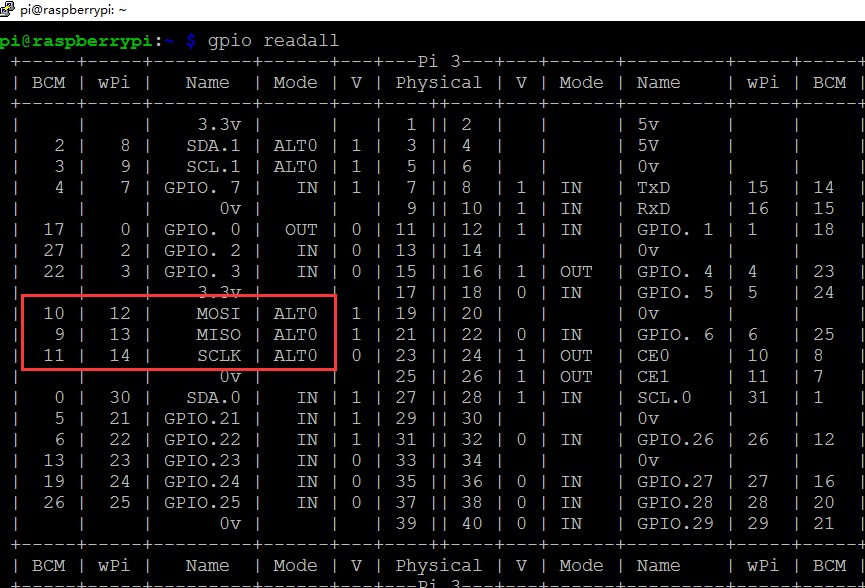 pi@raspberrypi: ~
pi@raspberrypi:~ $ gpio readall
+-----+-----+---------+------+---+---Pi 3---+---+------+---------+-----+-----+
| BCM | wPi |   Name  | Mode | V | Physical | V | Mode | Name    | wPi | BCM |
+-----+-----+---------+------+---+----++----+---+------+---------+-----+-----+
|     |     |    3.3v |      |   |  1 || 2  |   |      | 5v      |     |     |
|   2 |   8 |   SDA.1 | ALT0 | 1 |  3 || 4  |   |      | 5V      |     |     |
|   3 |   9 |   SCL.1 | ALT0 | 1 |  5 || 6  |   |      | 0v      |     |     |
|   4 |   7 | GPIO. 7 |   IN | 1 |  7 || 8  | 1 | IN   | TxD     | 15  | 14  |
|     |     |      0v |      |   |  9 || 10 | 1 | IN   | RxD     | 16  | 15  |
|  17 |   0 | GPIO. 0 |  OUT | 0 | 11 || 12 | 1 | IN   | GPIO. 1 | 1   | 18  |
|  27 |   2 | GPIO. 2 |   IN | 0 | 13 || 14 |   |      | 0v      |     |     |
|  22 |   3 | GPIO. 3 |   IN | 0 | 15 || 16 | 1 | OUT  | GPIO. 4 | 4   | 23  |
|     |     |    3.3v |      |   | 17 || 18 | 0 | IN   | GPIO. 5 | 5   | 24  |
|  10 |  12 |    MOSI | ALT0 | 1 | 19 || 20 |   |      | 0v      |     |     |
|   9 |  13 |    MISO | ALT0 | 1 | 21 || 22 | 0 | IN   | GPIO. 6 | 6   | 25  |
|  11 |  14 |    SCLK | ALT0 | 0 | 23 || 24 | 1 | OUT  | CE0     | 10  | 8   |
|     |     |      0v |      |   | 25 || 26 | 1 | OUT  | CE1     | 11  | 7   |
|   0 |  30 |   SDA.0 |   IN | 1 | 27 || 28 | 1 | IN   | SCL.0   | 31  | 1   |
|   5 |  21 | GPIO.21 |   IN | 1 | 29 || 30 |   |      | 0v      |     |     |
|   6 |  22 | GPIO.22 |   IN | 1 | 31 || 32 | 0 | IN   | GPIO.26 | 26  | 12  |
|  13 |  23 | GPIO.23 |   IN | 0 | 33 || 34 |   |      | 0v      |     |     |
|  19 |  24 | GPIO.24 |   IN | 0 | 35 || 36 | 0 | IN   | GPIO.27 | 27  | 16  |
|  26 |  25 | GPIO.25 |   IN | 0 | 37 || 38 | 0 | IN   | GPIO.28 | 28  | 20  |
|     |     |      0v |      |   | 39 || 40 | 0 | IN   | GPIO.29 | 29  | 21  |
+-----+-----+---------+------+---+----++----+---+------+---------+-----+-----+
| BCM | wPi |   Name  | Mode | V | Physical | V | Mode | Name    | wPi | BCM |
+-----+-----+---------+------+---+---Pi 3---+---+------+---------+-----+-----+